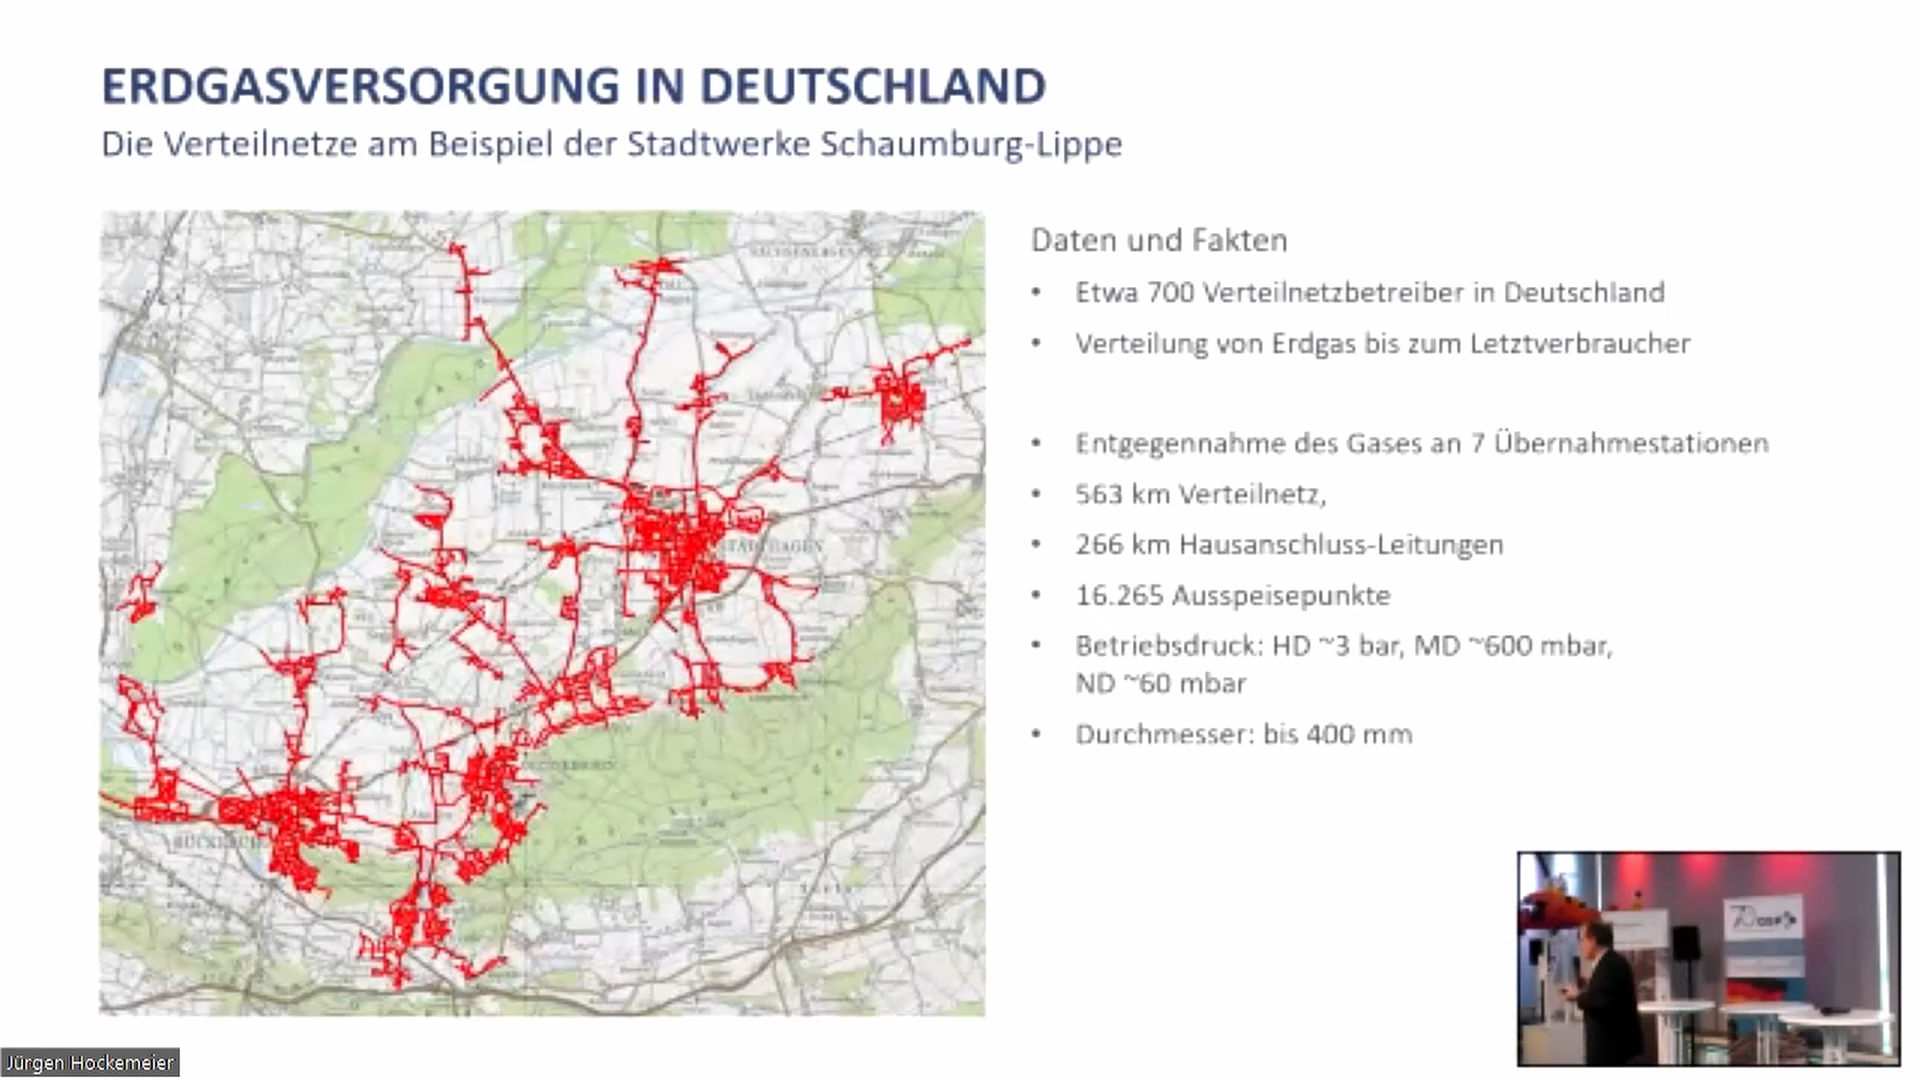 ERDGASVERSORGUNG IN DEUTSCHLAND
Die Verteilnetze am Beispiel der Stadtwerke Schaumburg-Lippe
Daten und Fakten
• Etwa 700 Verteilnetzbetreiber in Deutschland
• Verteilung von Erdgas bis zum Letztverbraucher
• Entgegennahme des Gases an 7 Übernahmestationen
• 563 km Verteilnetz,
• 266 km Hausanschluss-Leitungen
• 16.265 Ausspeisepunkte
• Betriebsdruck: HD ~3 bar, MD ~600 mbar,
ND ~60 mbar
• Durchmesser: bis 400 mm
Jürgen Hockemeier